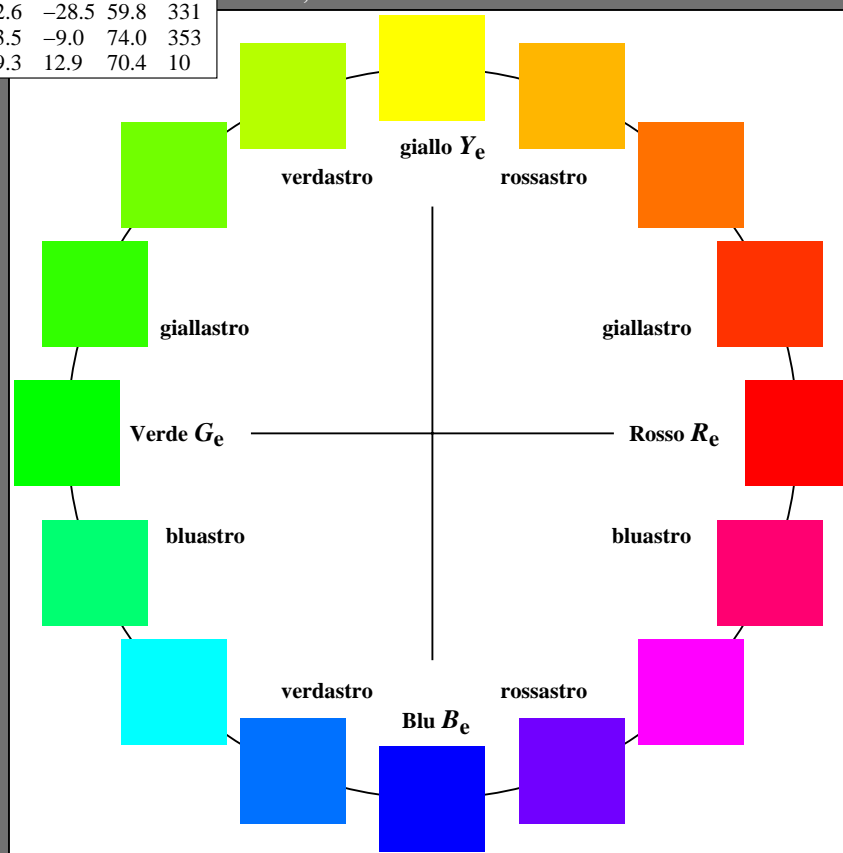 −28.5 59.8 331
−9.0 74.0 353
12.9 70.4 10
giallo Ye
verdastro rossastro
giallastro giallastro
Verde Ge Rosso Re
bluastro bluastro
verdastro rossastro
Blu Be